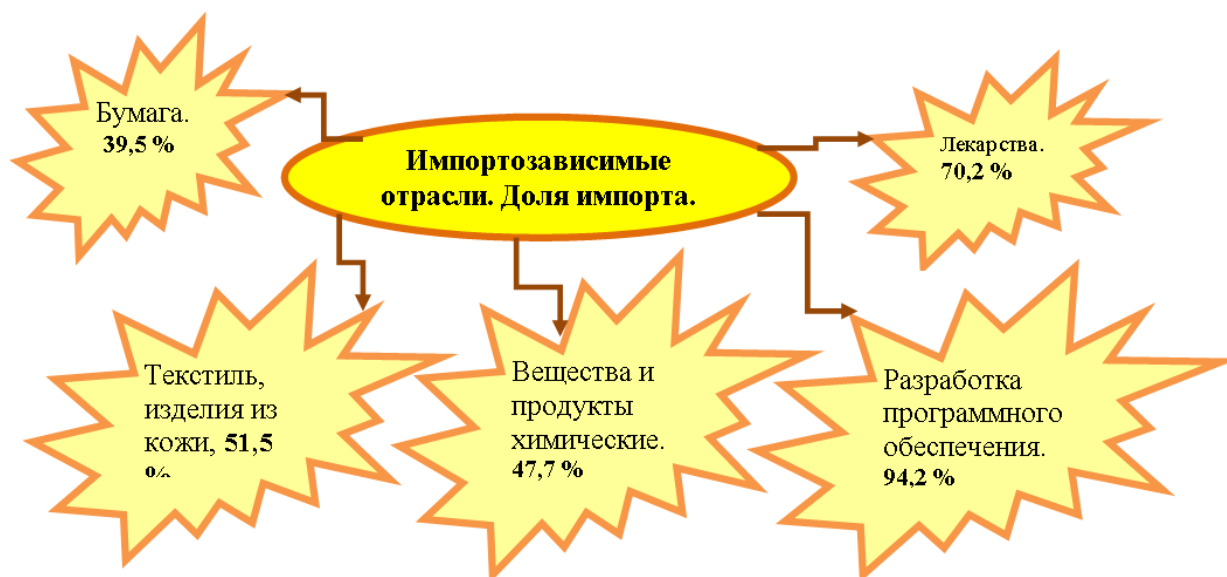 Бумага.
39,5 %
Импортозависимые
отрасли. Доля импорта.
Лекарства.
70,2 %
Текстиль,
изделия из
кожи, 51,5
%
Вещества и
продукты
химические.
47,7 %
Разработка
программного
обеспечения.
94,2 %